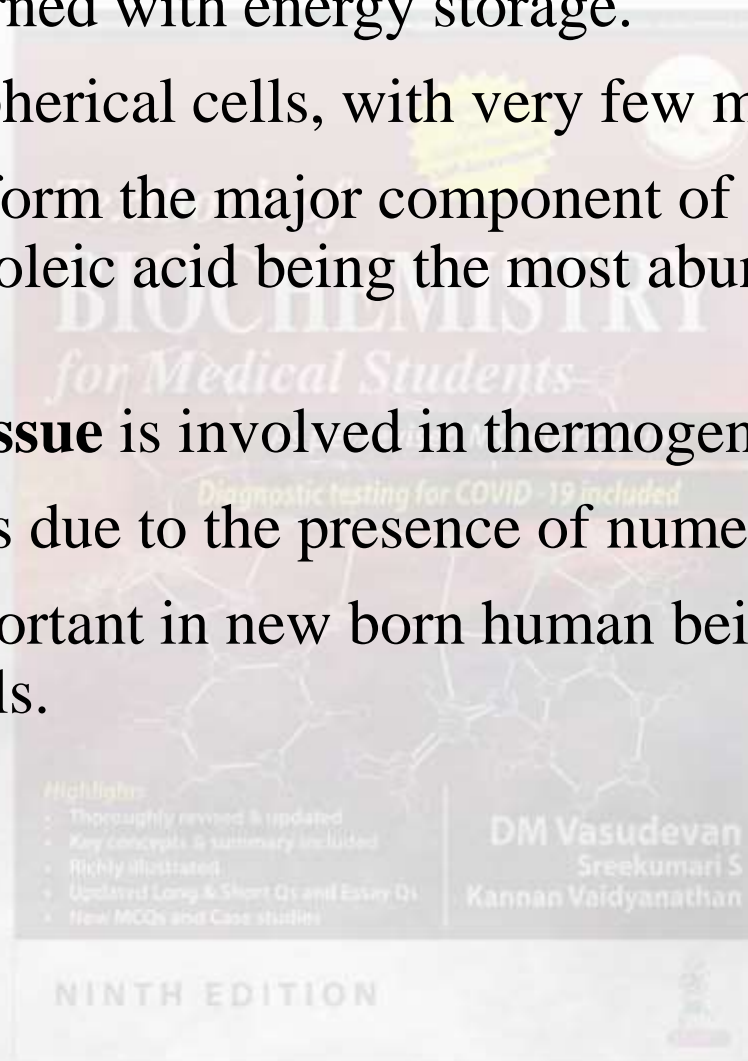 rned with energy storage.
pherical cells, with very few m
form the major component of
oleic acid being the most abun
BIOCHEMISTRY
for Medical Students
ssue is involved in thermogen
Diagnostic testing for COVID-19 included
s due to the presence of nume
ortant in new born human bei
ls.
Highlights
• Thoroughly revised & updated
• Key concepts & summary included
• Richly illustrated
• Updated Long & Short Qs and Essay Qs
• New MCQs and Case studies
DM Vasudevan
Sreekumari S
Kannan Vaidyanathan
NINTH EDITION